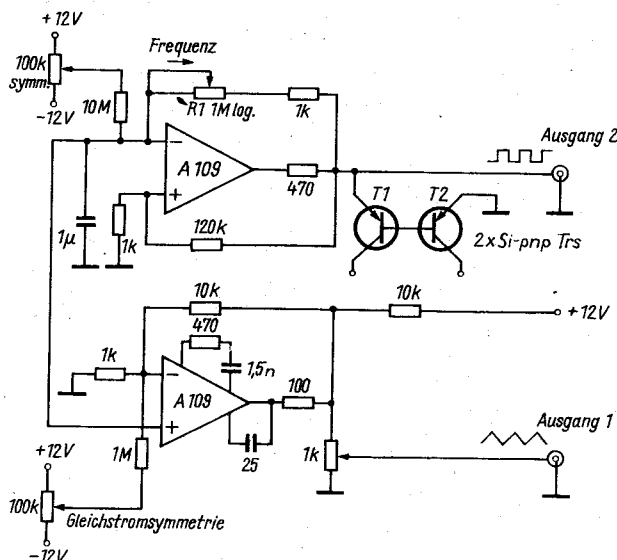 +12V
100k
symm.
-12V
10M
Frequenz
R1 1M log.
1k
-
A 109
+
470
1µ
1k
120k
Ausgang 2
T1
T2
2x Si-pnp Trs
10k
470
10k
+12V
1k
1,5n
-
A 109
+
100
25
1M
1k
Ausgang 1
+12V
100k
Gleichstromsymmetrie
-12V